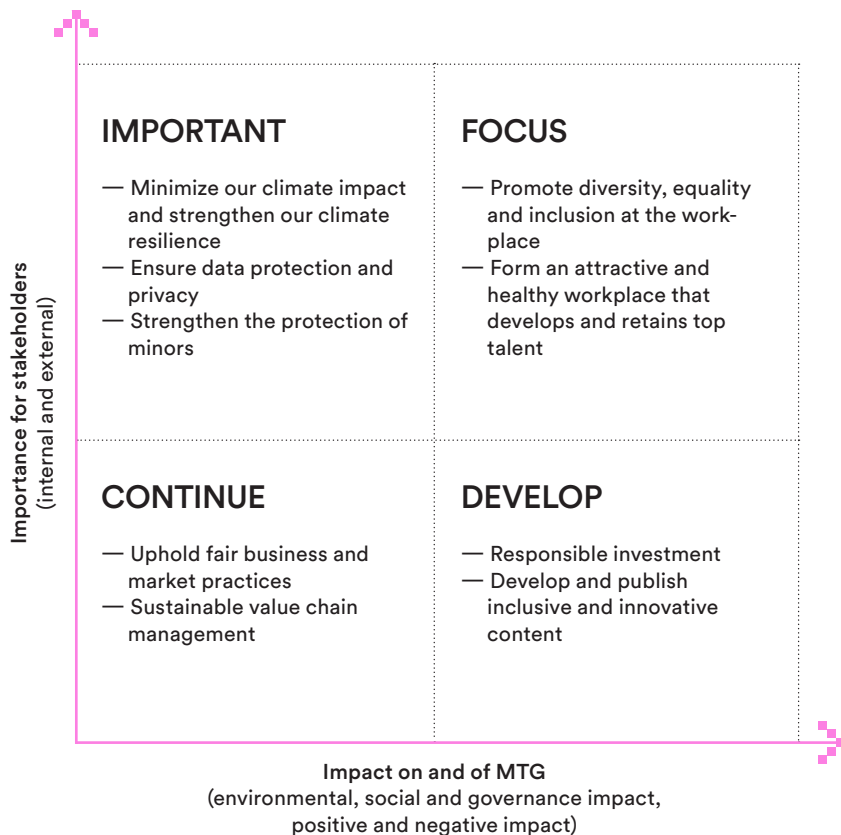 IMPORTANT
— Minimize our climate impact
and strengthen our climate
resilience
— Ensure data protection and
privacy
— Strengthen the protection of
minors
FOCUS
— Promote diversity, equality
and inclusion at the work-
place
— Form an attractive and
healthy workplace that
develops and retains top
talent
CONTINUE
— Uphold fair business and
market practices
— Sustainable value chain
management
DEVELOP
— Responsible investment
— Develop and publish
inclusive and innovative
content
Importance for stakeholders
(internal and external)
Impact on and of MTG
(environmental, social and governance impact,
positive and negative impact)